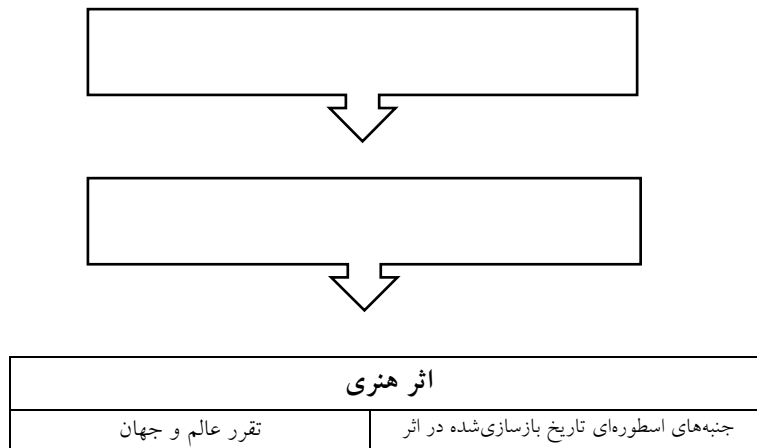 اثر هنری
جنبه‌های اسطوره‌ای تاریخ بازسازی‌شده در اثر
تقرر عالم و جهان